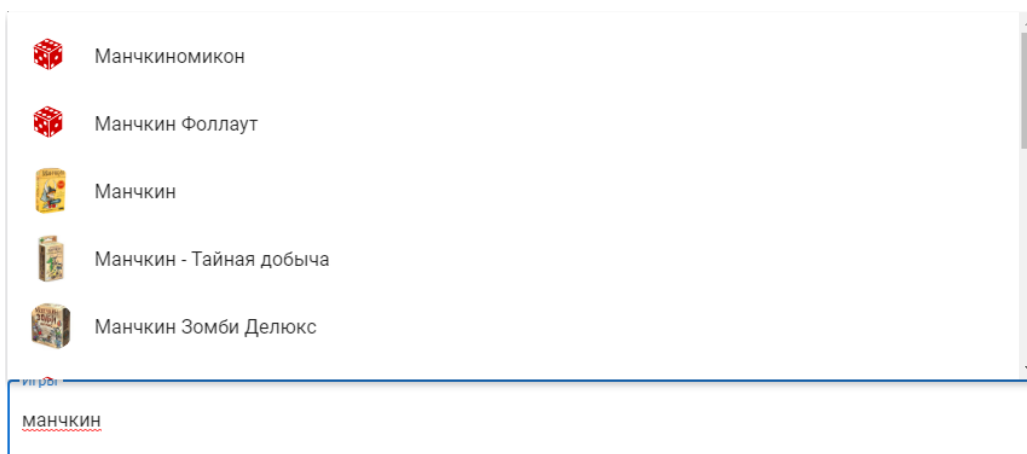 Манчкиномикон
Манчкин Фоллаут
Манчкин
Манчкин - Тайная добыча
Манчкин Зомби Делюкс
Игры
манчкин